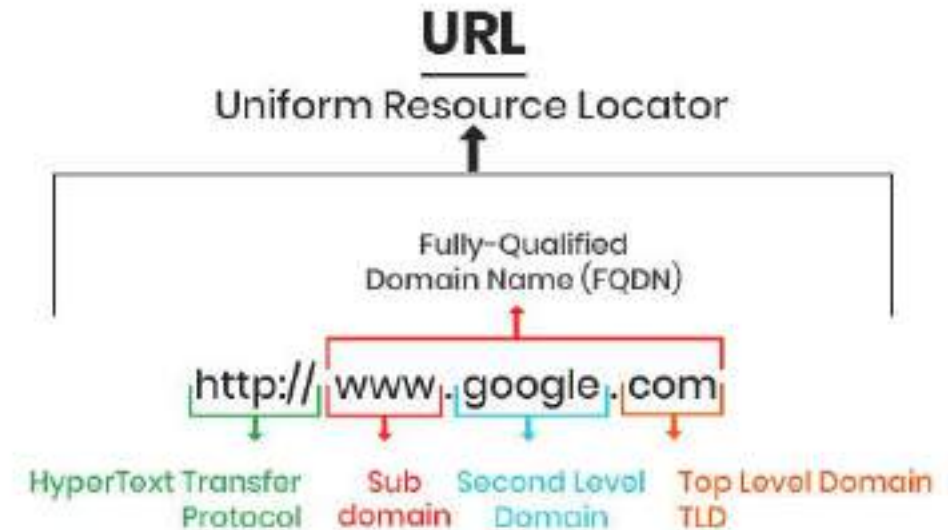 URL
Uniform Resource Locator
Fully-Qualified
Domain Name (FQDN)
http://www.google.com
HyperText Transfer
Protocol
Sub
domain
Second Level
Domain
Top Level Domain
TLD